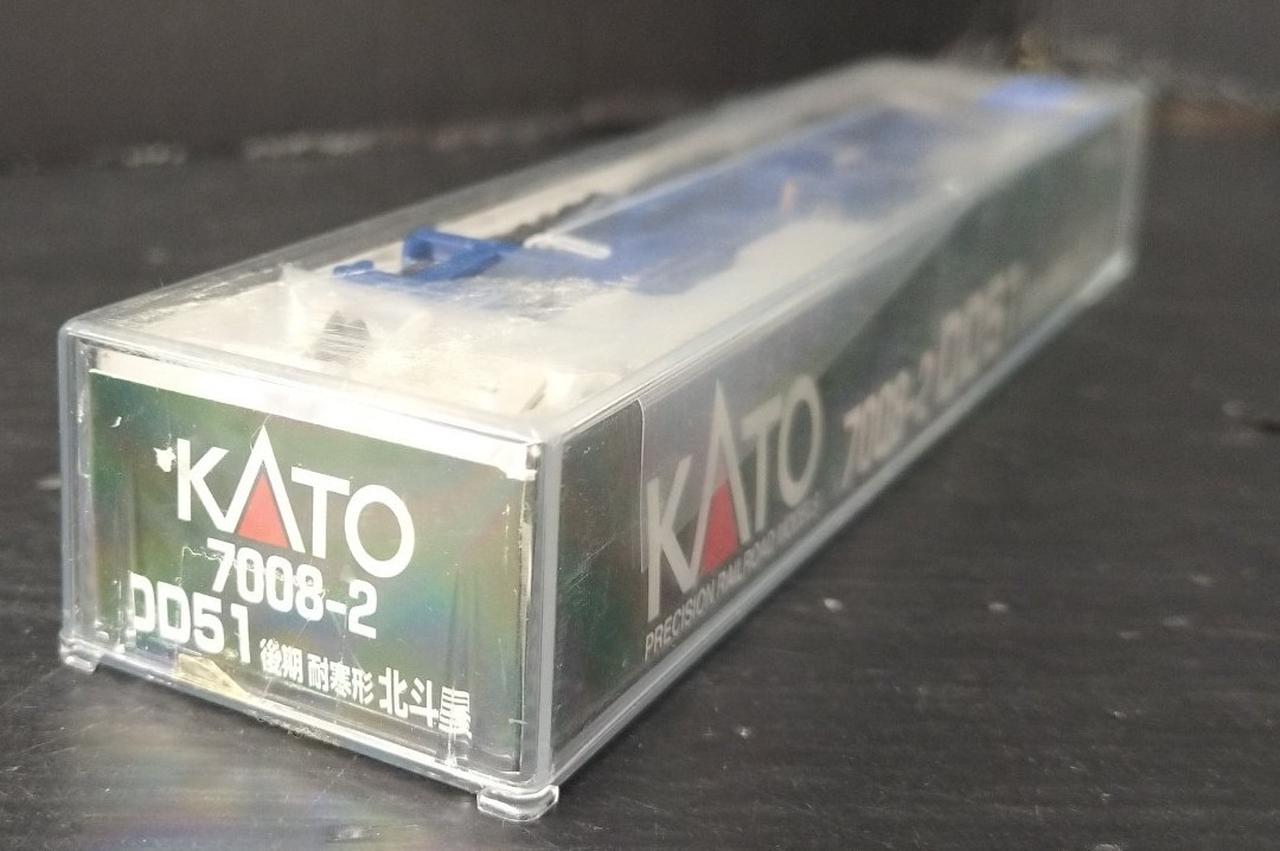 KATO
7008-2
DD51 後期 耐寒形 北斗星
KATO 7008-2 DD51
PRECISION RAILROAD MODELS